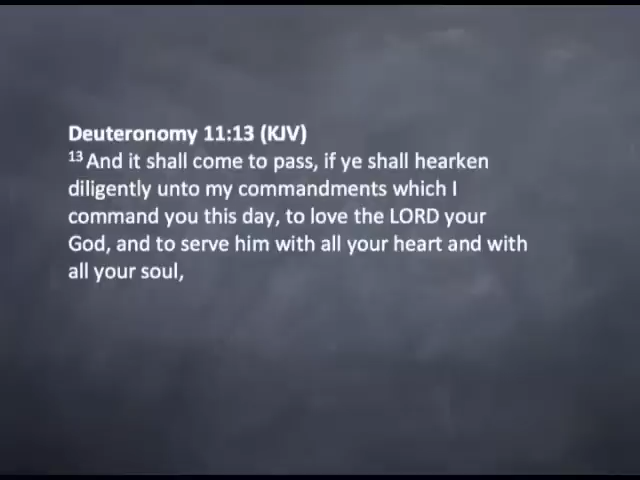 Deuteronomy 11:13 (KJV)
13 And it shall come to pass, if ye shall hearken
diligently unto my commandments which I
command you this day, to love the LORD your
God, and to serve him with all your heart and with
all your soul,